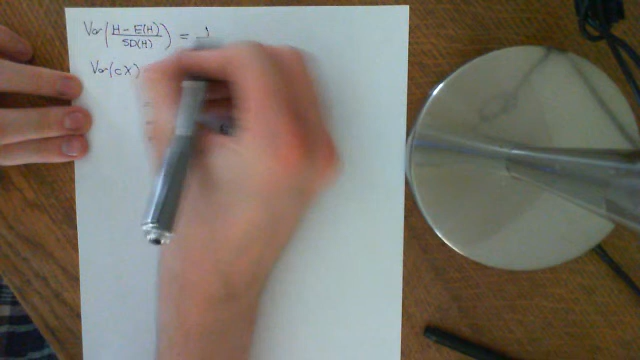 Var(H - E(H) / SD(H)) = 1
Var(cX)